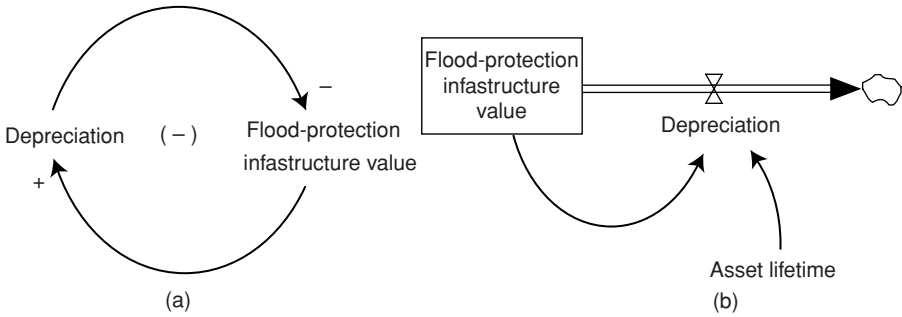 Depreciation
( – )
–
Flood-protection
infastructure value
+
(a)
Flood-protection
infastructure
value
Depreciation
Asset lifetime
(b)